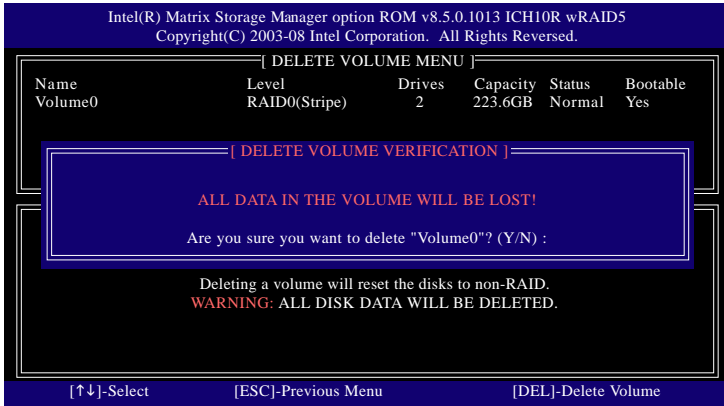 Intel(R) Matrix Storage Manager option ROM v8.5.0.1013 ICH10R wRAID5
Copyright(C) 2003-08 Intel Corporation.  All Rights Reversed.
[ DELETE VOLUME MENU ]
Name Level Drives Capacity Status Bootable
Volume0 RAID0(Stripe) 2 223.6GB Normal Yes
[ DELETE VOLUME VERIFICATION ]
ALL DATA IN THE VOLUME WILL BE LOST!
Are you sure you want to delete "Volume0"? (Y/N) :
Deleting a volume will reset the disks to non-RAID.
WARNING: ALL DISK DATA WILL BE DELETED.
[↑↓]-Select [ESC]-Previous Menu [DEL]-Delete Volume